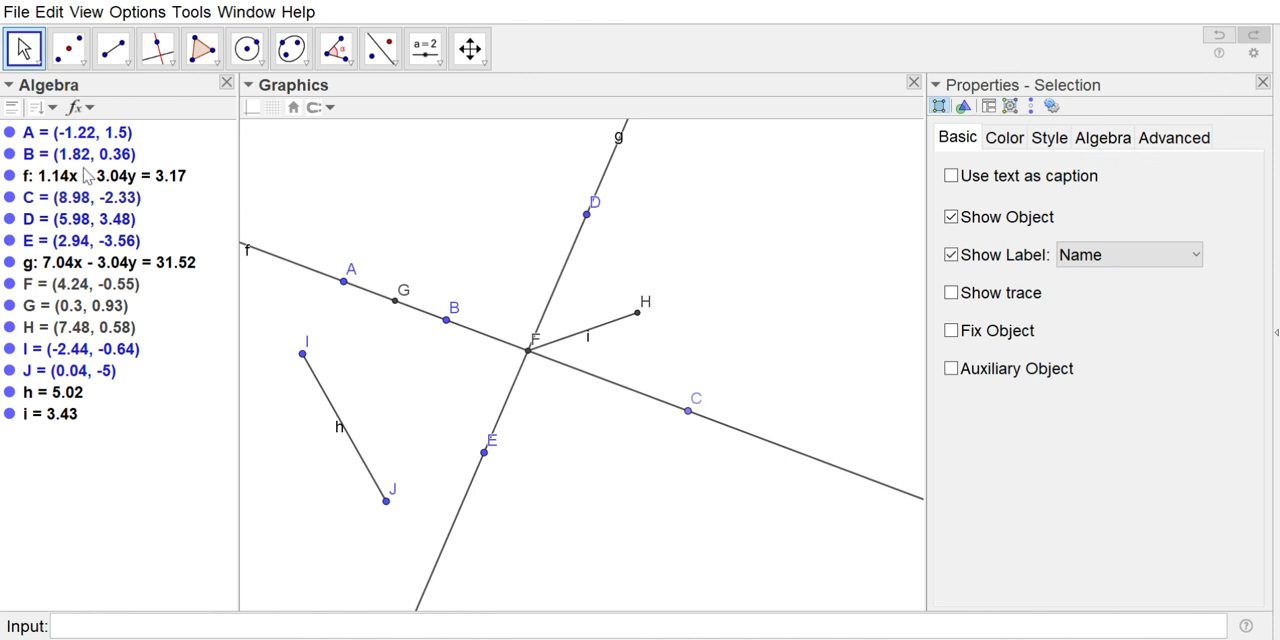 File Edit View Options Tools Window Help
α
a=2
Algebra
Graphics
Properties - Selection
fx
A = (-1.22, 1.5)
B = (1.82, 0.36)
f: 1.14x 3.04y = 3.17
C = (8.98, -2.33)
D = (5.98, 3.48)
E = (2.94, -3.56)
g: 7.04x - 3.04y = 31.52
F = (4.24, -0.55)
G = (0.3, 0.93)
H = (7.48, 0.58)
I = (-2.44, -0.64)
J = (0.04, -5)
h = 5.02
i = 3.43
g
D
f
A
G
B
H
F
i
I
C
h
E
J
Basic Color Style Algebra Advanced
Use text as caption
Show Object
Show Label: Name
Show trace
Fix Object
Auxiliary Object
Input: